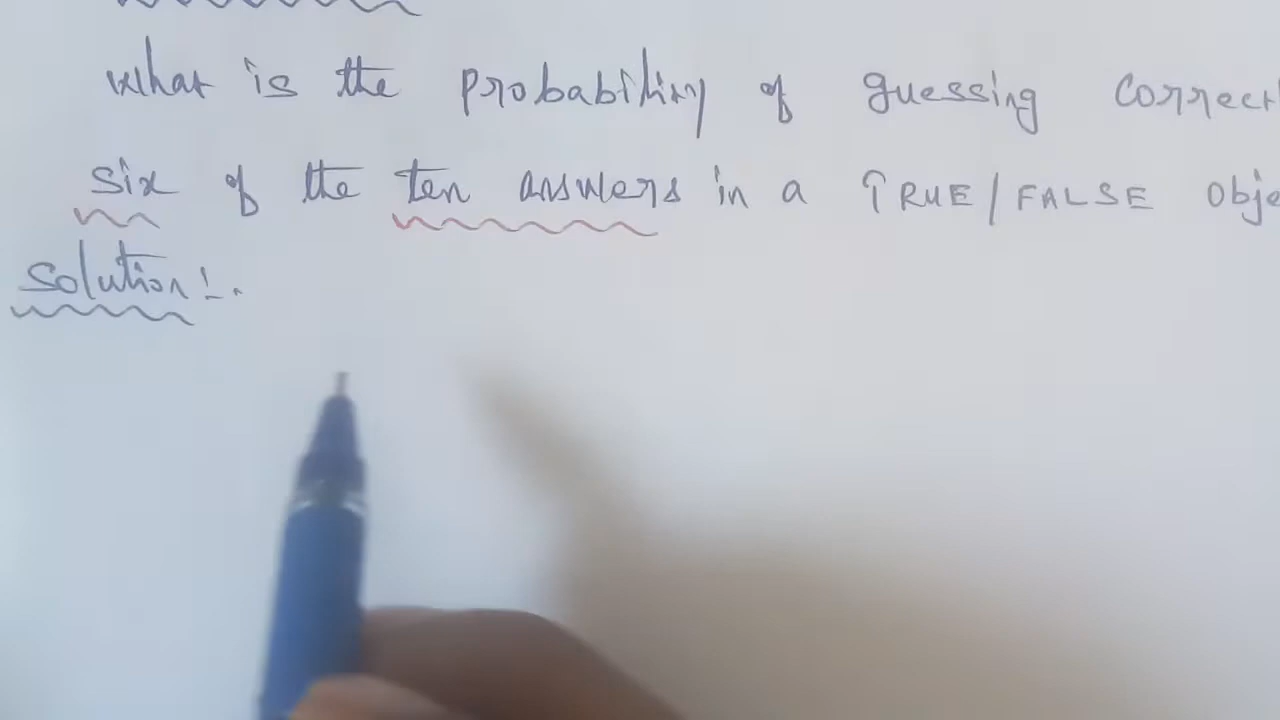 What is the probability of guessing correct
six of the ten answers in a TRUE/FALSE Obje
Solution:-